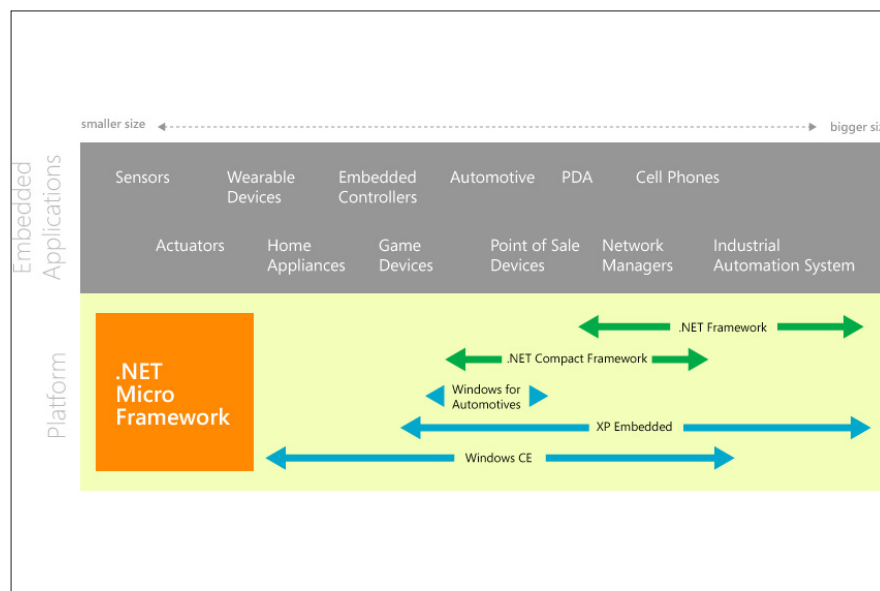 smaller size
bigger siz
Embedded
Applications
Sensors
Wearable
Devices
Embedded
Controllers
Automotive
PDA
Cell Phones
Actuators
Home
Appliances
Game
Devices
Point of Sale
Devices
Network
Managers
Industrial
Automation System
Platform
.NET
Micro
Framework
.NET Framework
.NET Compact Framework
Windows for
Automotives
XP Embedded
Windows CE